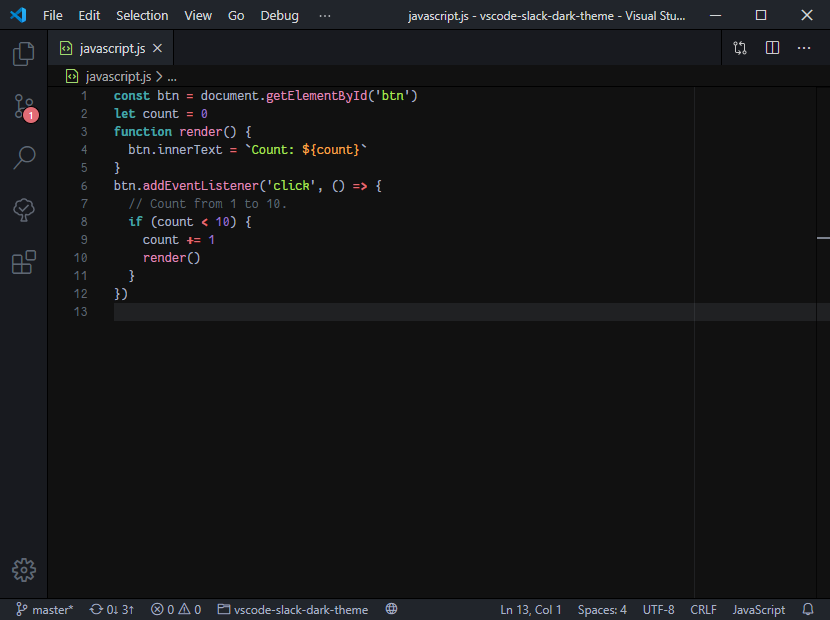 File Edit Selection View Go Debug ··· javascript.js - vscode-slack-dark-theme - Visual Stu...
javascript.js
javascript.js > ...
1 const btn = document.getElementById('btn')
2 let count = 0
3 function render() {
4   btn.innerText = `Count: ${count}`
5 }
6 btn.addEventListener('click', () => {
7   // Count from 1 to 10.
8   if (count < 10) {
9     count += 1
10     render()
11   }
12 })
13
1
master* 0↓ 3↑ 0 0 vscode-slack-dark-theme Ln 13, Col 1 Spaces: 4 UTF-8 CRLF JavaScript